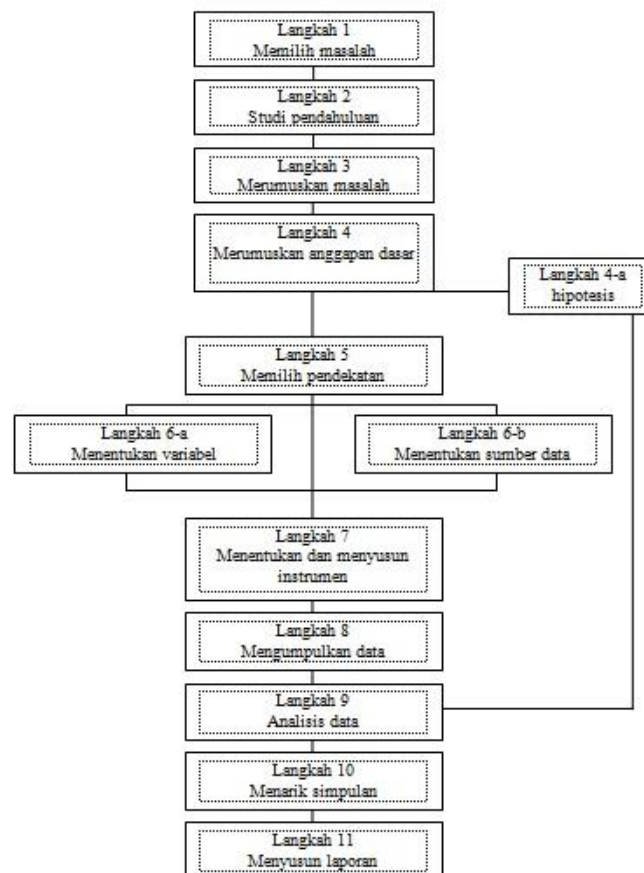 Langkah 1
Memilih masalah
Langkah 2
Studi pendahuluan
Langkah 3
Merumuskan masalah
Langkah 4
Merumuskan anggapan dasar
Langkah 4-a
hipotesis
Langkah 5
Memilih pendekatan
Langkah 6-a
Menentukan variabel
Langkah 6-b
Menentukan sumber data
Langkah 7
Menentukan dan menyusun
instrumen
Langkah 8
Mengumpulkan data
Langkah 9
Analisis data
Langkah 10
Menarik simpulan
Langkah 11
Menyusun laporan